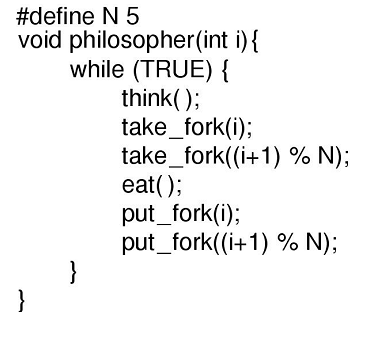 #define N 5
void philosopher(int i){
while (TRUE) {
think( );
take_fork(i);
take_fork((i+1) % N);
eat( );
put_fork(i);
put_fork((i+1) % N);
}
}